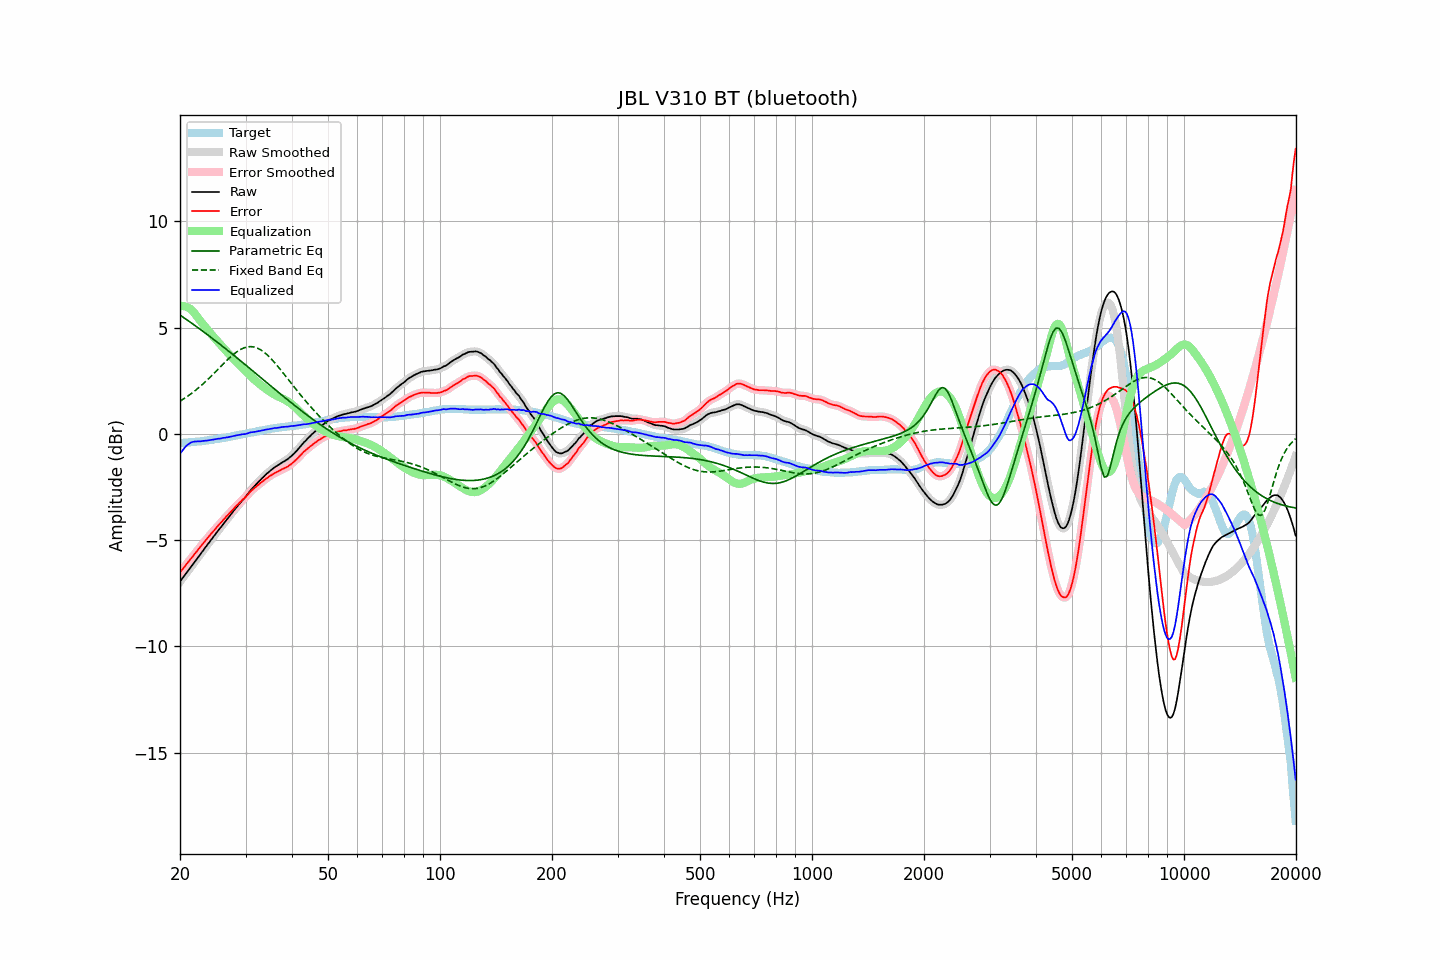 JBL V310 BT (bluetooth)
Target
Raw Smoothed
Error Smoothed
Raw
Error
Equalization
Parametric Eq
Fixed Band Eq
Equalized
10
5
0
−5
−10
−15
Amplitude (dBr)
20 50 100 200 500 1000 2000 5000 10000 20000
Frequency (Hz)